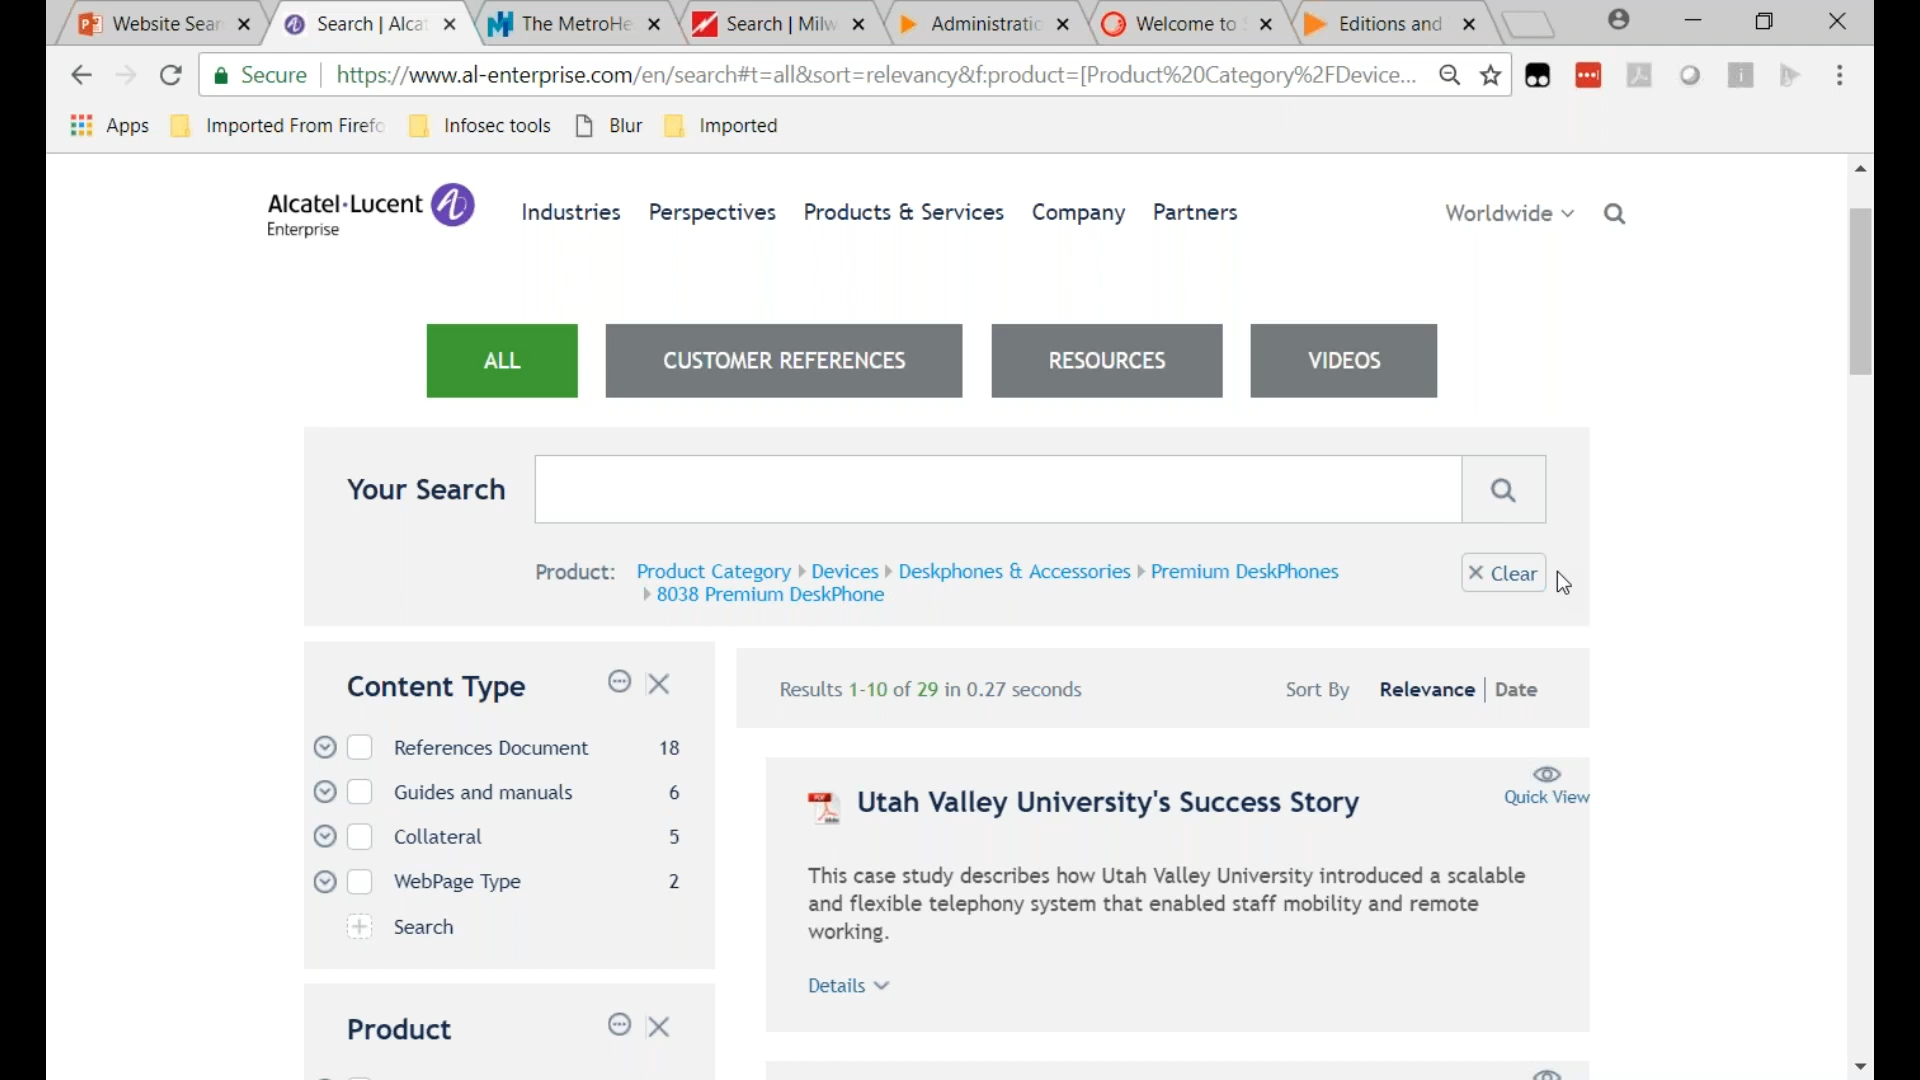 Website Sear
Search | Alcat
The MetroHe
Search | Milw
Administratio
Welcome to S
Editions and
Secure
https://www.al-enterprise.com/en/search#t=all&sort=relevancy&f:product=[Product%20Category%2FDevice...
Apps
Imported From Firefo
Infosec tools
Blur
Imported
Alcatel·Lucent
Enterprise
Industries
Perspectives
Products & Services
Company
Partners
Worldwide
ALL
CUSTOMER REFERENCES
RESOURCES
VIDEOS
Your Search
Product:
Product Category
Devices
Deskphones & Accessories
Premium DeskPhones
8038 Premium DeskPhone
Clear
Content Type
References Document 18
Guides and manuals 6
Collateral 5
WebPage Type 2
Search
Product
Results 1-10 of 29 in 0.27 seconds
Sort By
Relevance
Date
Quick View
PDF
Utah Valley University's Success Story
This case study describes how Utah Valley University introduced a scalable
and flexible telephony system that enabled staff mobility and remote
working.
Details